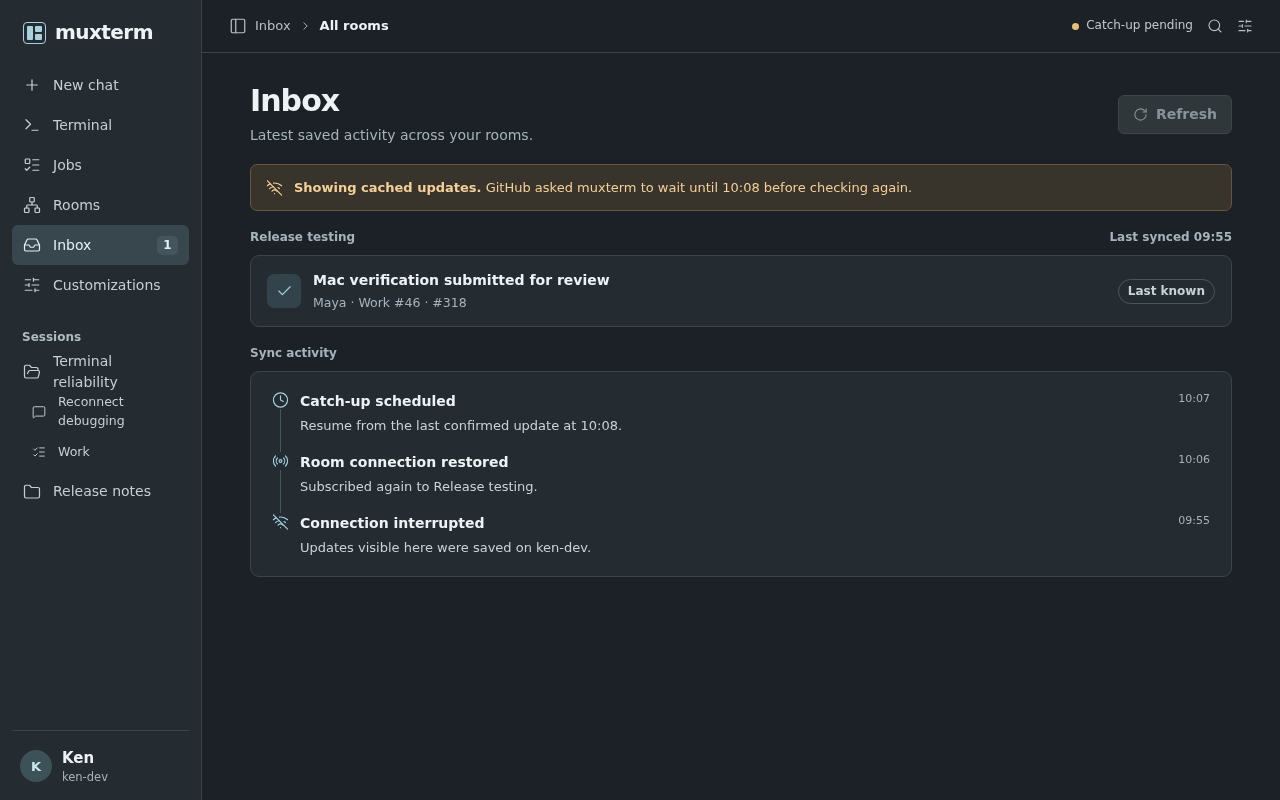 muxterm
New chat
Terminal
Jobs
Rooms
Inbox 1
Customizations
Sessions
Terminal
reliability
Reconnect
debugging
Work
Release notes
K
Ken
ken-dev
Inbox All rooms
Catch-up pending
Inbox
Latest saved activity across your rooms.
Refresh
Showing cached updates. GitHub asked muxterm to wait until 10:08 before checking again.
Release testing Last synced 09:55
Mac verification submitted for review
Maya · Work #46 · #318
Last known
Sync activity
Catch-up scheduled 10:07
Resume from the last confirmed update at 10:08.
Room connection restored 10:06
Subscribed again to Release testing.
Connection interrupted 09:55
Updates visible here were saved on ken-dev.